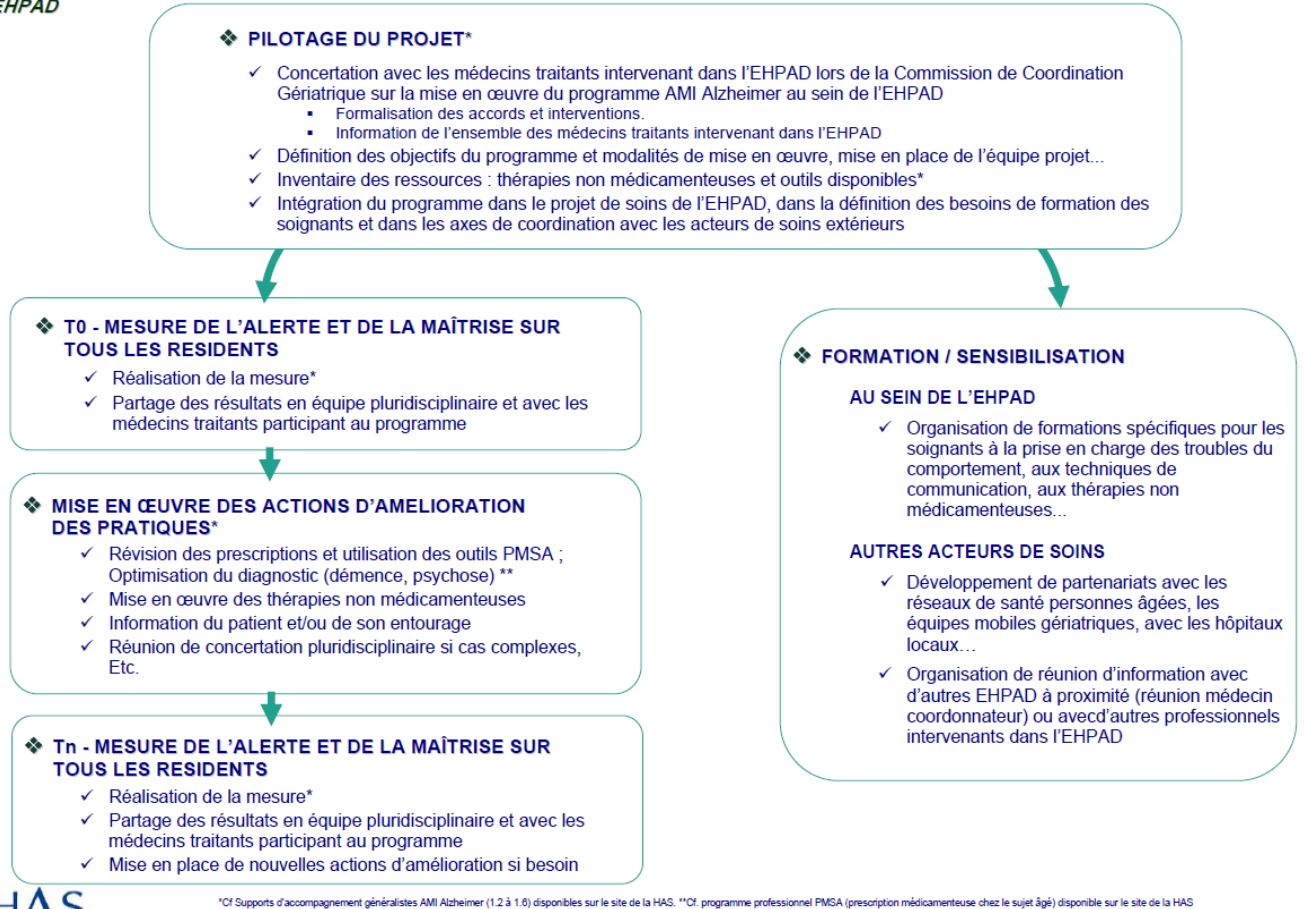 EHPAD
❖ PILOTAGE DU PROJET*
✓ Concertation avec les médecins traitants intervenant dans l'EHPAD lors de la Commission de Coordination
Gériatrique sur la mise en œuvre du programme AMI Alzheimer au sein de l'EHPAD
▪ Formalisation des accords et interventions.
▪ Information de l'ensemble des médecins traitants intervenant dans l'EHPAD
✓ Définition des objectifs du programme et modalités de mise en œuvre, mise en place de l'équipe projet...
✓ Inventaire des ressources : thérapies non médicamenteuses et outils disponibles*
✓ Intégration du programme dans le projet de soins de l'EHPAD, dans la définition des besoins de formation des
soignants et dans les axes de coordination avec les acteurs de soins extérieurs
❖ T0 - MESURE DE L'ALERTE ET DE LA MAÎTRISE SUR
TOUS LES RESIDENTS
✓ Réalisation de la mesure*
✓ Partage des résultats en équipe pluridisciplinaire et avec les
médecins traitants participant au programme
❖ MISE EN ŒUVRE DES ACTIONS D'AMELIORATION
DES PRATIQUES*
✓ Révision des prescriptions et utilisation des outils PMSA ;
Optimisation du diagnostic (démence, psychose) **
✓ Mise en œuvre des thérapies non médicamenteuses
✓ Information du patient et/ou de son entourage
✓ Réunion de concertation pluridisciplinaire si cas complexes,
Etc.
❖ Tn - MESURE DE L'ALERTE ET DE LA MAÎTRISE SUR
TOUS LES RESIDENTS
✓ Réalisation de la mesure*
✓ Partage des résultats en équipe pluridisciplinaire et avec les
médecins traitants participant au programme
✓ Mise en place de nouvelles actions d'amélioration si besoin
❖ FORMATION / SENSIBILISATION
AU SEIN DE L'EHPAD
✓ Organisation de formations spécifiques pour les
soignants à la prise en charge des troubles du
comportement, aux techniques de
communication, aux thérapies non
médicamenteuses...
AUTRES ACTEURS DE SOINS
✓ Développement de partenariats avec les
réseaux de santé personnes âgées, les
équipes mobiles gériatriques, avec les hôpitaux
locaux…
✓ Organisation de réunion d'information avec
d'autres EHPAD à proximité (réunion médecin
coordonnateur) ou avecd'autres professionnels
intervenants dans l'EHPAD
HAS
*Cf Supports d'accompagnement généralistes AMI Alzheimer (1.2 à 1.6) disponibles sur le site de la HAS. **Cf. programme professionnel PMSA (prescription médicamenteuse chez le sujet âgé) disponible sur le site de la HAS